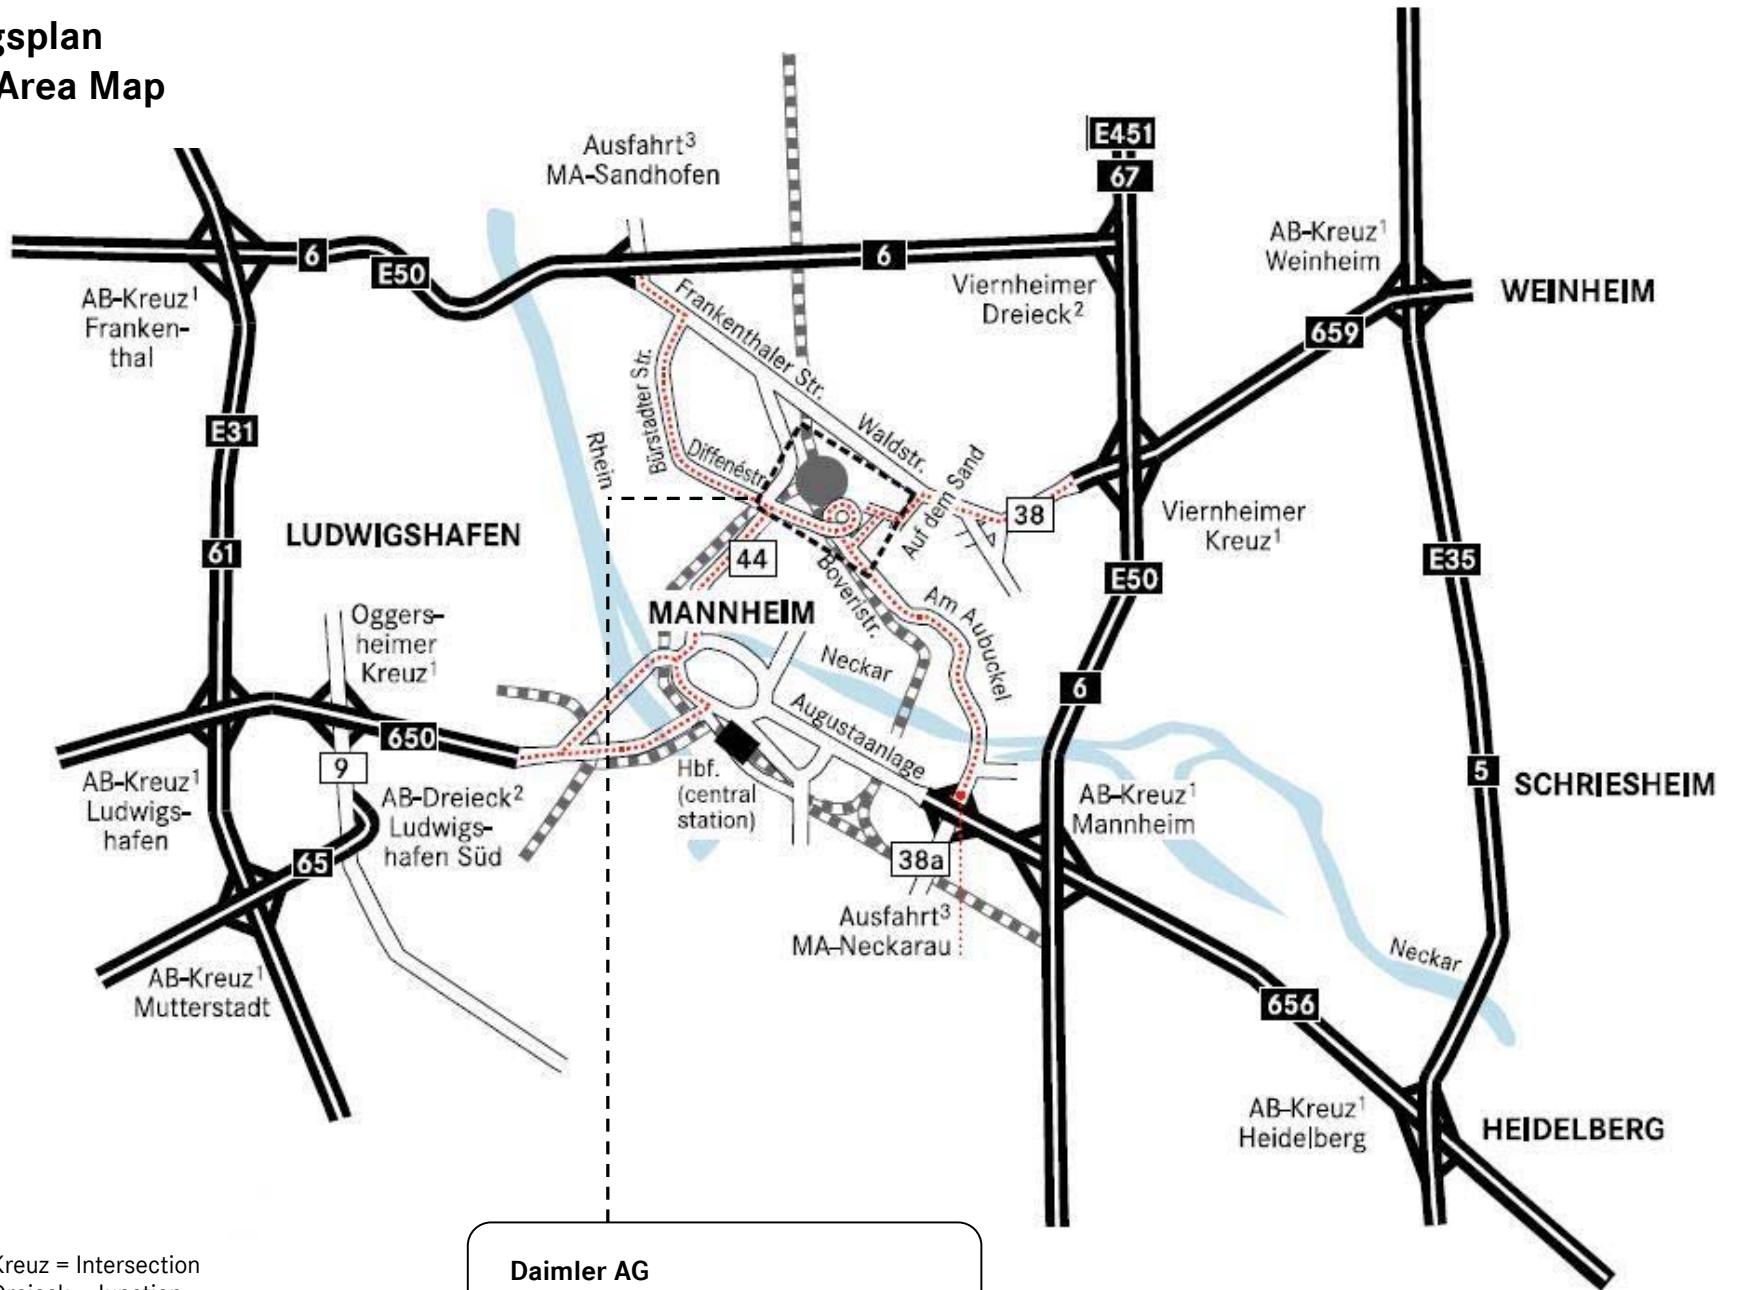 gsplan
Area Map
Ausfahrt³
MA-Sandhofen
E451
67
AB-Kreuz¹
Weinheim
WEINHEIM
6
E50
6
AB-Kreuz¹
Franken-
thal
Viernheimer
Dreieck²
659
Frankenthaler Str.
Bürstadter Str.
Waldstr.
Diffenéstr.
Auf dem Sand
E31
Rhein
38
Viernheimer
Kreuz¹
LUDWIGSHAFEN
61
44
E50
E35
Boveristr.
Am Aubuckel
MANNHEIM
Oggers-
heimer
Kreuz¹
Neckar
6
Augustaanlage
650
9
Hbf.
(central
station)
5
SCHRIESHEIM
AB-Kreuz¹
Ludwigs-
hafen
AB-Dreieck²
Ludwigs-
hafen Süd
AB-Kreuz¹
Mannheim
65
38a
Ausfahrt³
MA-Neckarau
Neckar
AB-Kreuz¹
Mutterstadt
656
AB-Kreuz¹
Heidelberg
HEIDELBERG
Kreuz = Intersection
Daimler AG